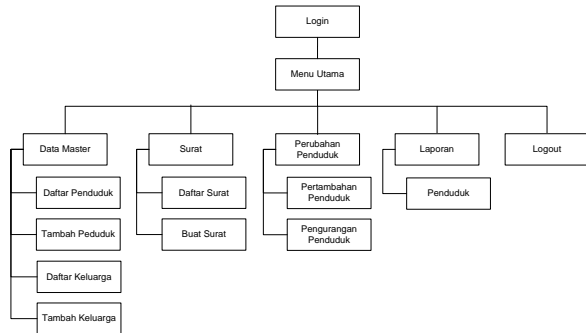 Login
Menu Utama
Data Master
Surat
Perubahan
Penduduk
Laporan
Logout
Daftar Penduduk
Daftar Surat
Pertambahan
Penduduk
Penduduk
Tambah Peduduk
Buat Surat
Pengurangan
Penduduk
Daftar Keluarga
Tambah Keluarga